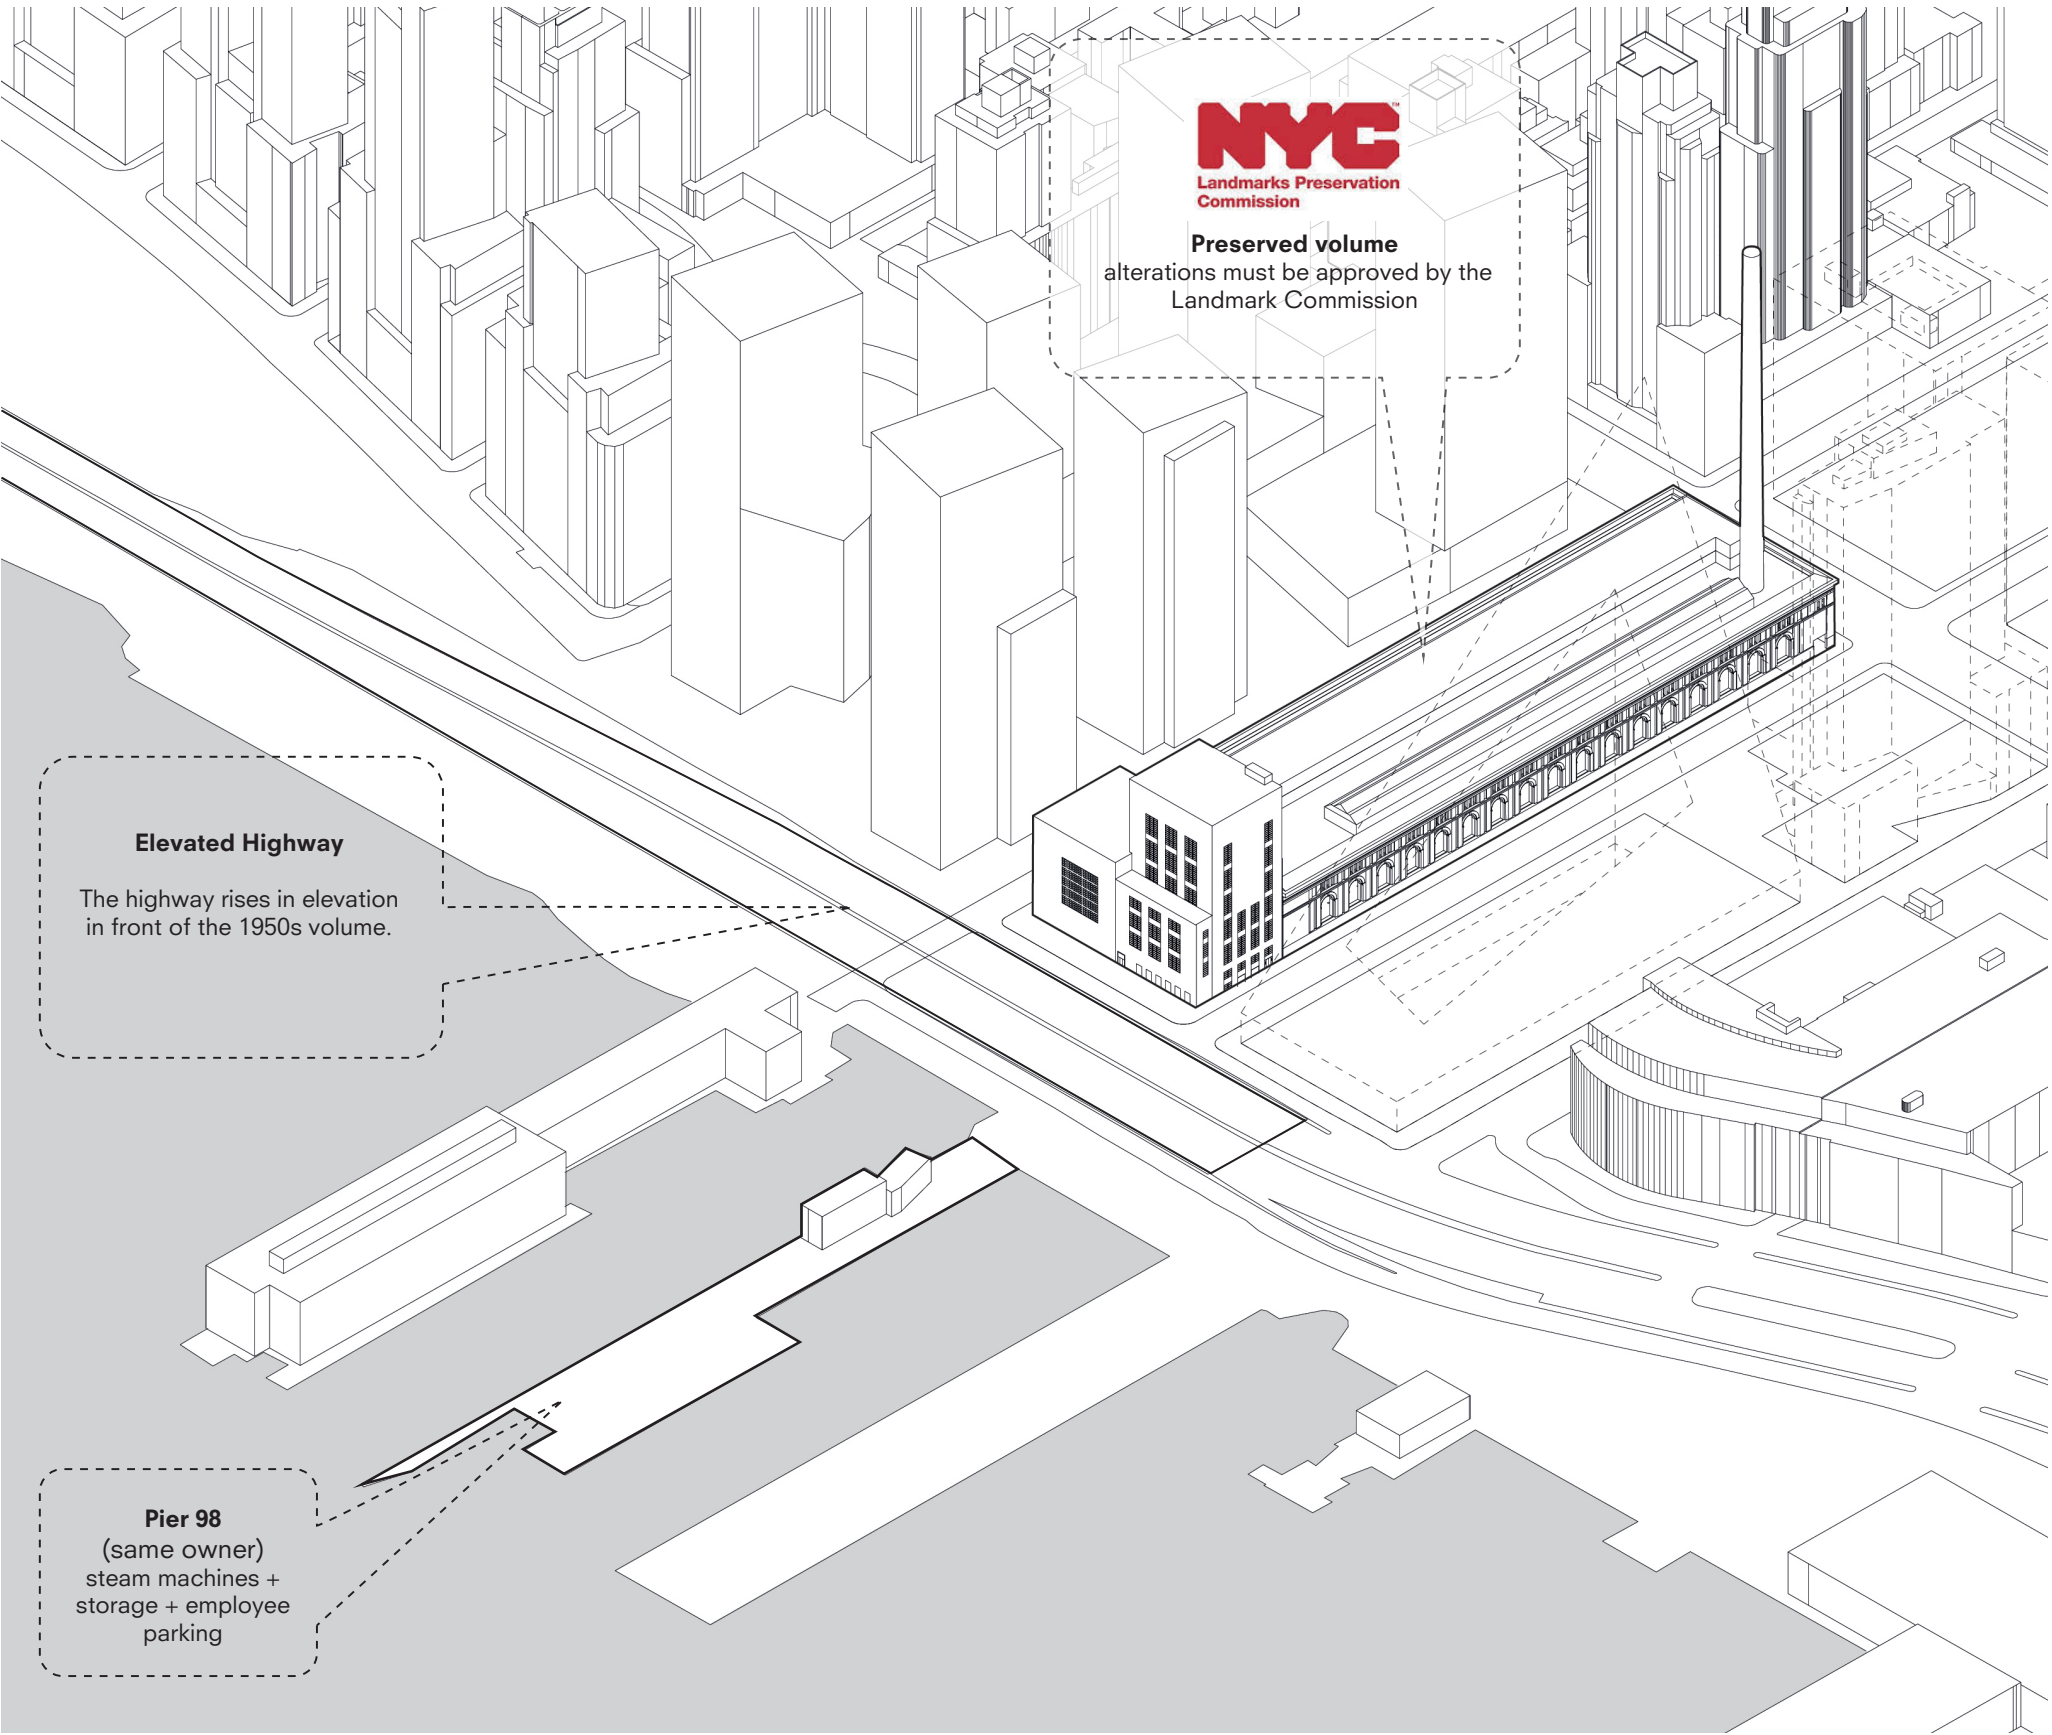 NYC™
Landmarks Preservation
Commission
Preserved volume
alterations must be approved by the
Landmark Commission
Elevated Highway
The highway rises in elevation
in front of the 1950s volume.
Pier 98
(same owner)
steam machines +
storage + employee
parking